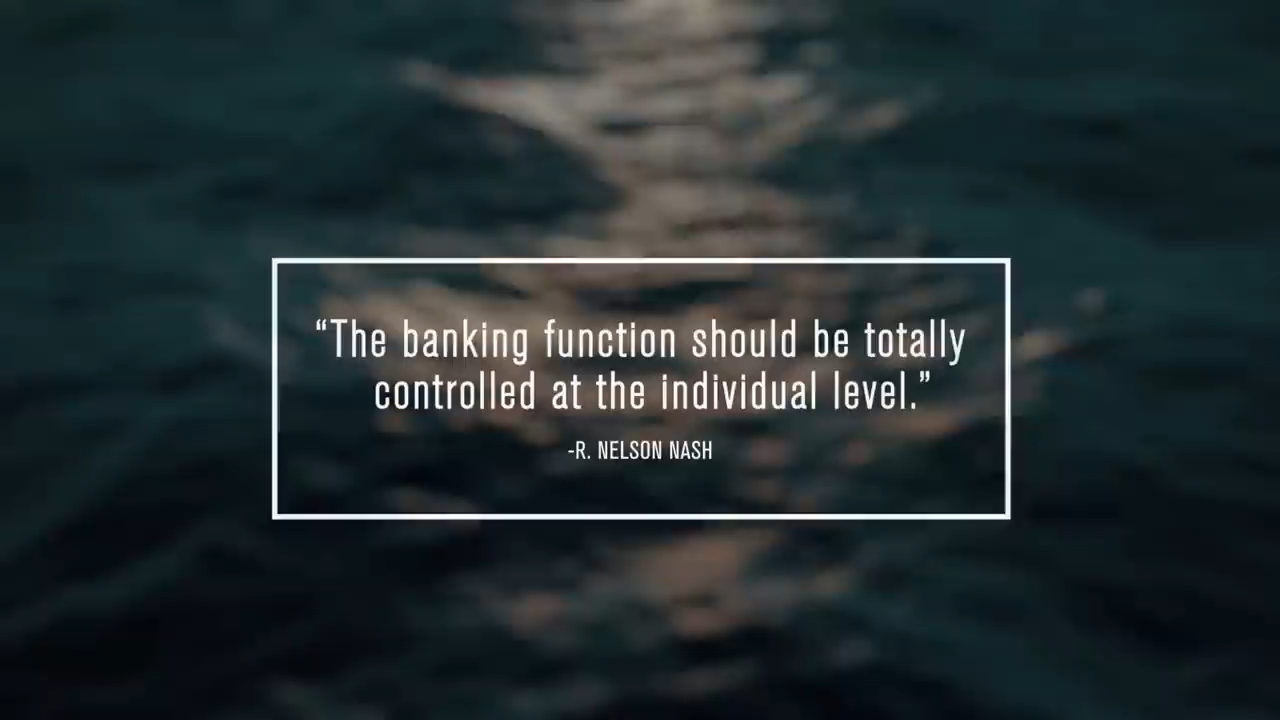 “The banking function should be totally
controlled at the individual level.”
-R. NELSON NASH